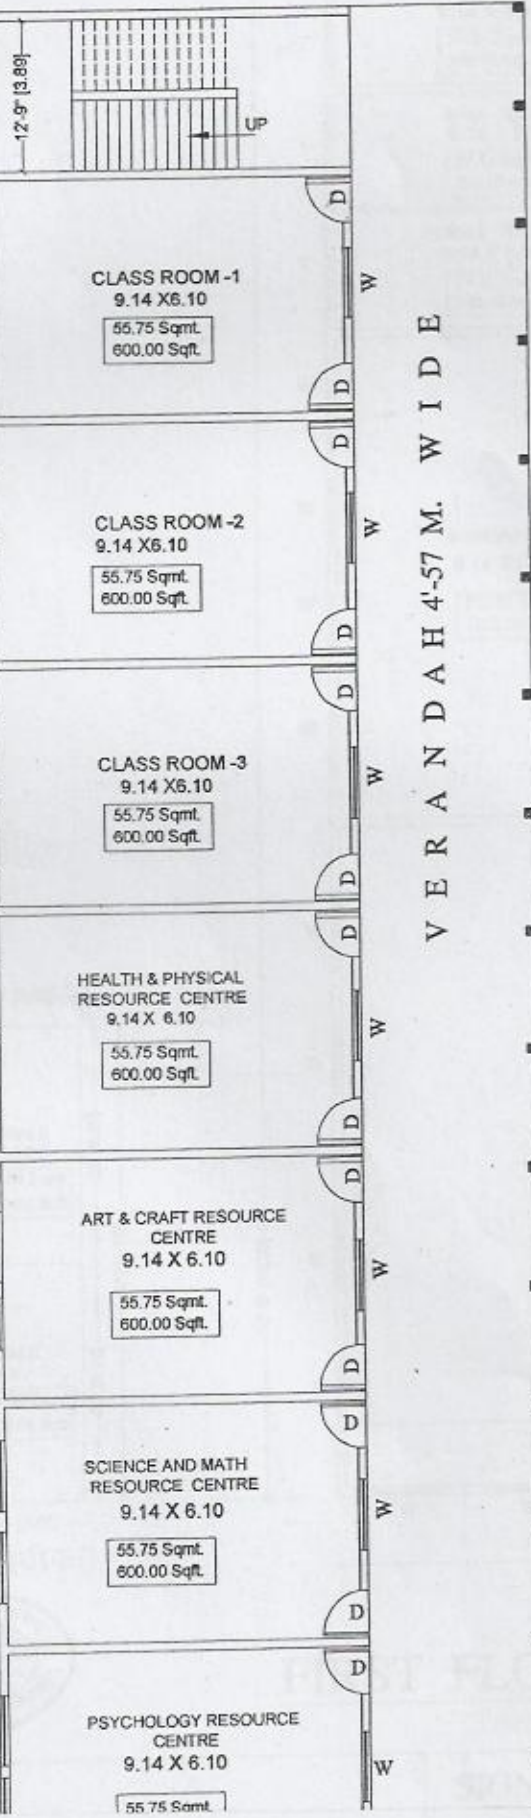 12'-9" [3.89]
UP
D
CLASS ROOM -1
9.14 X6.10
55.75 Sqmt.
600.00 Sqft.
W
D
D
CLASS ROOM -2
9.14 X6.10
55.75 Sqmt.
600.00 Sqft.
W
D
VERANDAH 4'-57 M. WIDE
D
CLASS ROOM -3
9.14 X6.10
55.75 Sqmt.
600.00 Sqft.
W
D
D
HEALTH & PHYSICAL
RESOURCE CENTRE
9.14 X 6.10
55.75 Sqmt.
600.00 Sqft.
W
D
D
ART & CRAFT RESOURCE
CENTRE
9.14 X 6.10
55.75 Sqmt.
600.00 Sqft.
W
D
D
SCIENCE AND MATH
RESOURCE CENTRE
9.14 X 6.10
55.75 Sqmt.
600.00 Sqft.
W
D
D
PSYCHOLOGY RESOURCE
CENTRE
9.14 X 6.10
55.75 Sqmt.
W